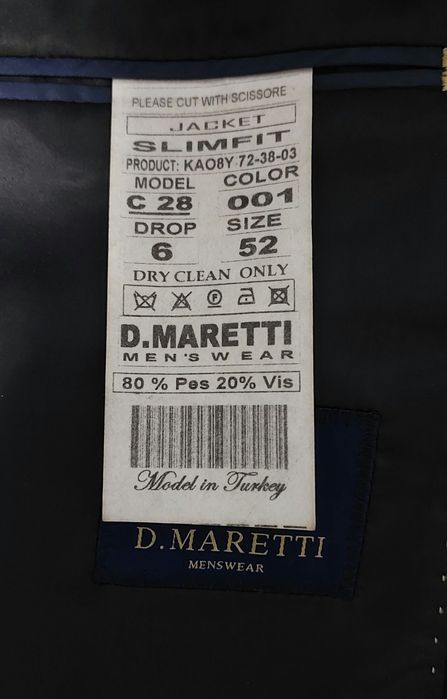 PLEASE CUT WITH SCISSORE
JACKET
SLIMFIT
PRODUCT: KAO8Y 72-38-03
MODEL COLOR
C 28 001
DROP SIZE
6 52
DRY CLEAN ONLY
F
D.MARETTI
MEN'S WEAR
80 % Pes 20% Vis
Model in Turkey
D.MARETTI
MENSWEAR